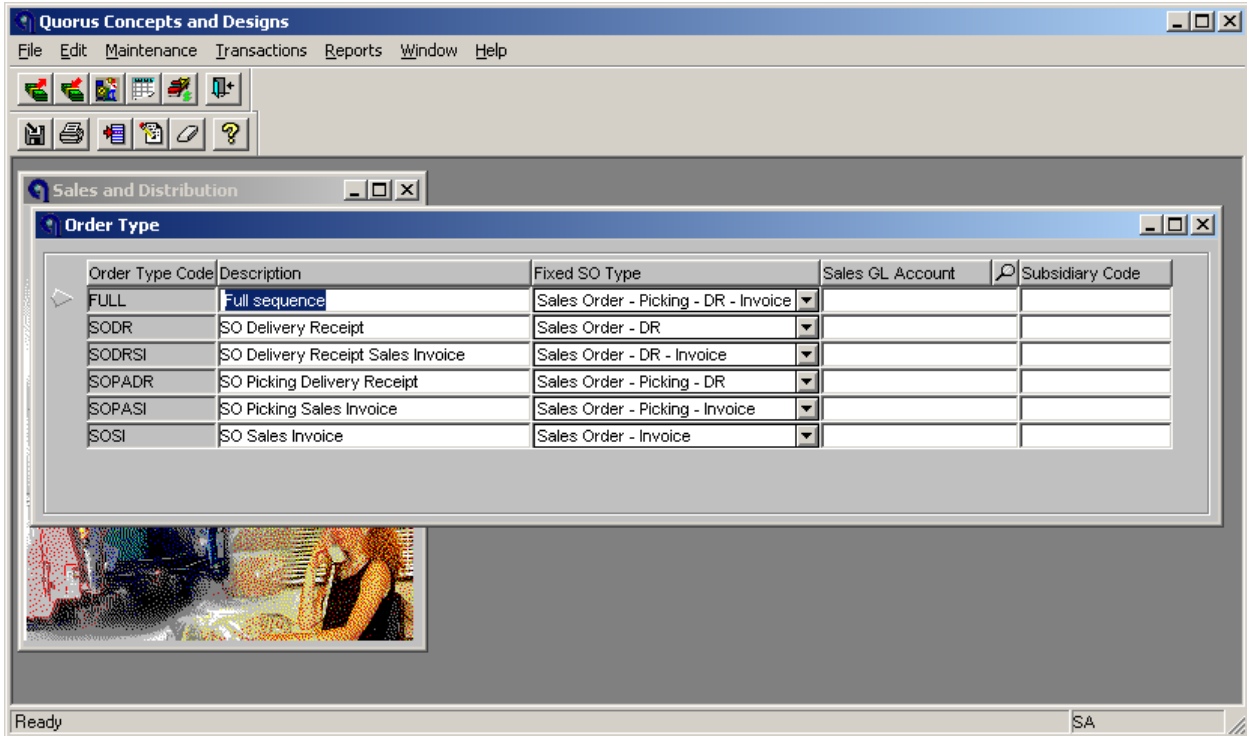 Quorus Concepts and Designs
File Edit Maintenance Transactions Reports Window Help
Sales and Distribution
Order Type
Order Type Code Description Fixed SO Type Sales GL Account Subsidiary Code
FULL Full sequence Sales Order - Picking - DR - Invoice
SODR SO Delivery Receipt Sales Order - DR
SODRSI SO Delivery Receipt Sales Invoice Sales Order - DR - Invoice
SOPADR SO Picking Delivery Receipt Sales Order - Picking - DR
SOPASI SO Picking Sales Invoice Sales Order - Picking - Invoice
SOSI SO Sales Invoice Sales Order - Invoice
Ready SA